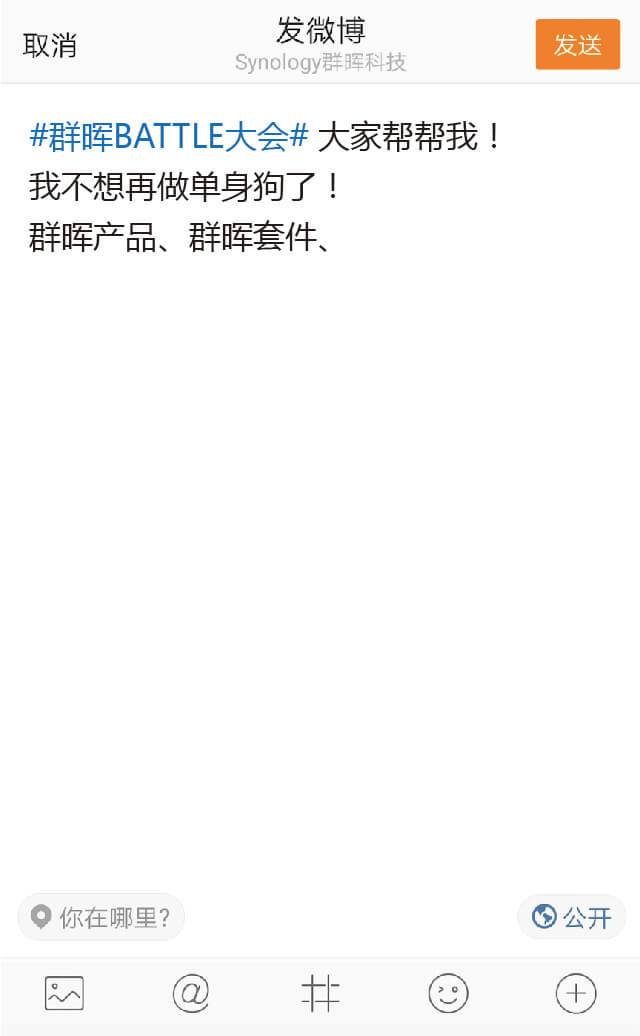 取消
发微博
Synology群晖科技
发送
#群晖BATTLE大会# 大家帮帮我！
我不想再做单身狗了！
群晖产品、群晖套件、
你在哪里?
公开